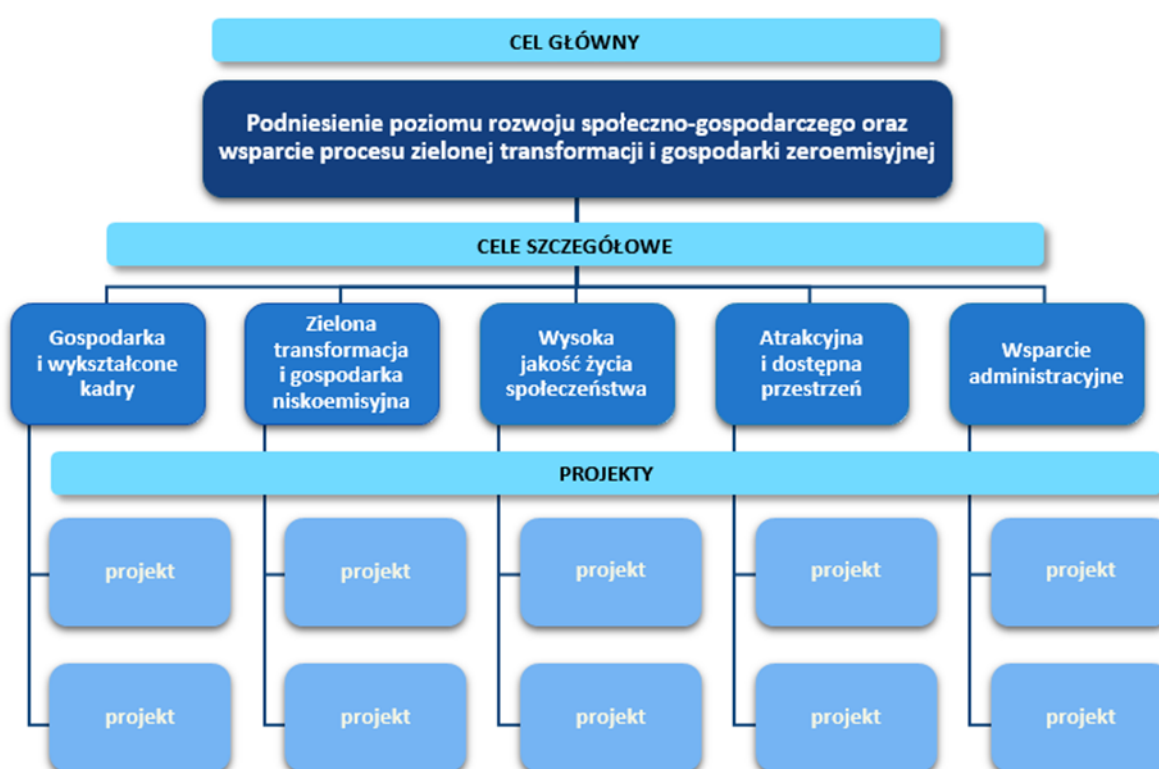 CEL GŁÓWNY
Podniesienie poziomu rozwoju społeczno-gospodarczego oraz
wsparcie procesu zielonej transformacji i gospodarki zeroemisyjnej
CELE SZCZEGÓŁOWE
Gospodarka
i wykształcone
kadry
Zielona
transformacja
i gospodarka
niskoemisyjna
Wysoka
jakość życia
społeczeństwa
Atrakcyjna
i dostępna
przestrzeń
Wsparcie
administracyjne
PROJEKTY
projekt
projekt
projekt
projekt
projekt
projekt
projekt
projekt
projekt
projekt